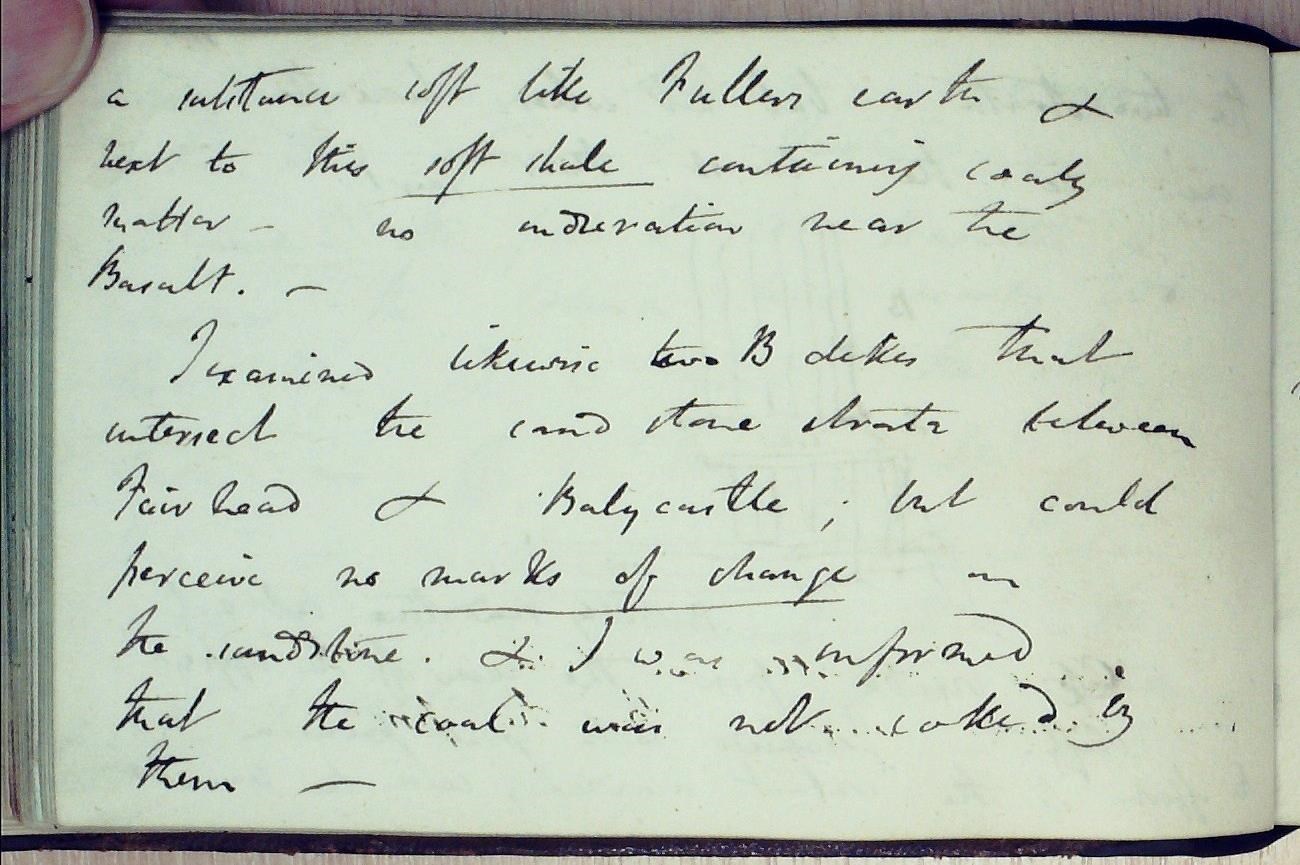 a substance soft like Fullers earth &
next to this soft shale containing coaly
matter - no induration near the
Basalt. —
I examined likewise two B dikes that
intersect the sand stone strata between
Fair head & Balycastle ; but could
perceive no marks of change in
the sandstone. & I was informed
that the coal was not coked by
them —